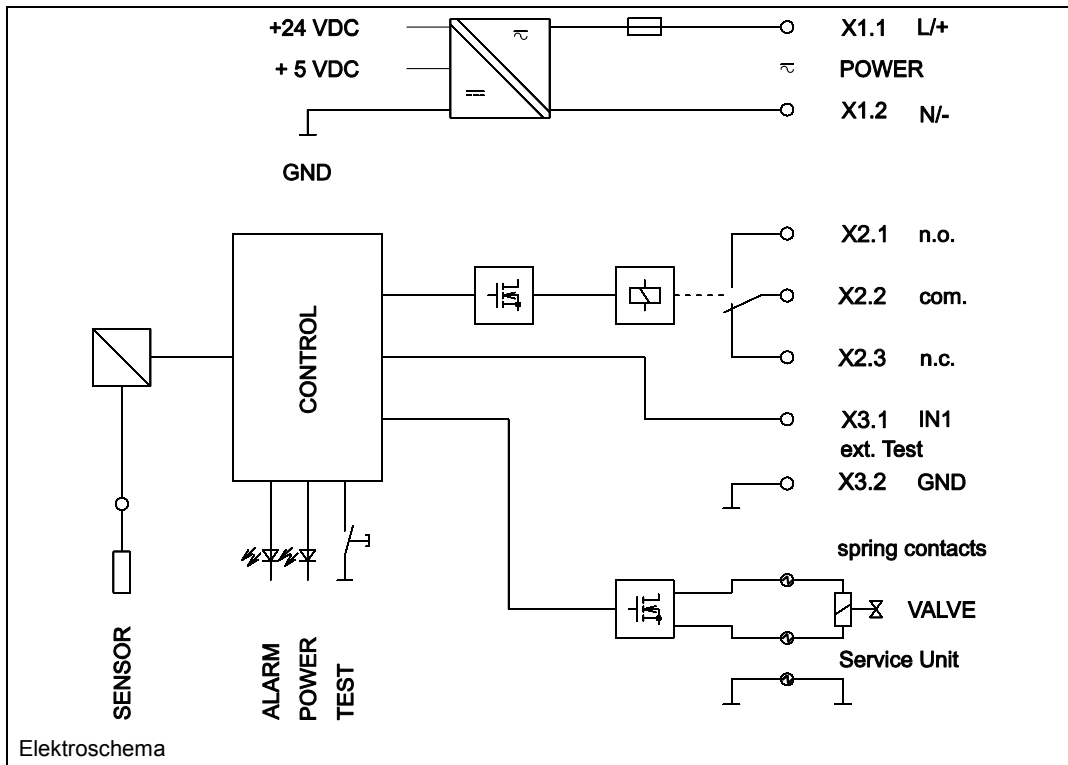 +24 VDC
X1.1 L/+
+ 5 VDC
POWER
X1.2 N/-
GND
X2.1 n.o.
X2.2 com.
X2.3 n.c.
CONTROL
X3.1 IN1
ext. Test
X3.2 GND
spring contacts
VALVE
Service Unit
SENSOR
ALARM
POWER
TEST
Elektroschema